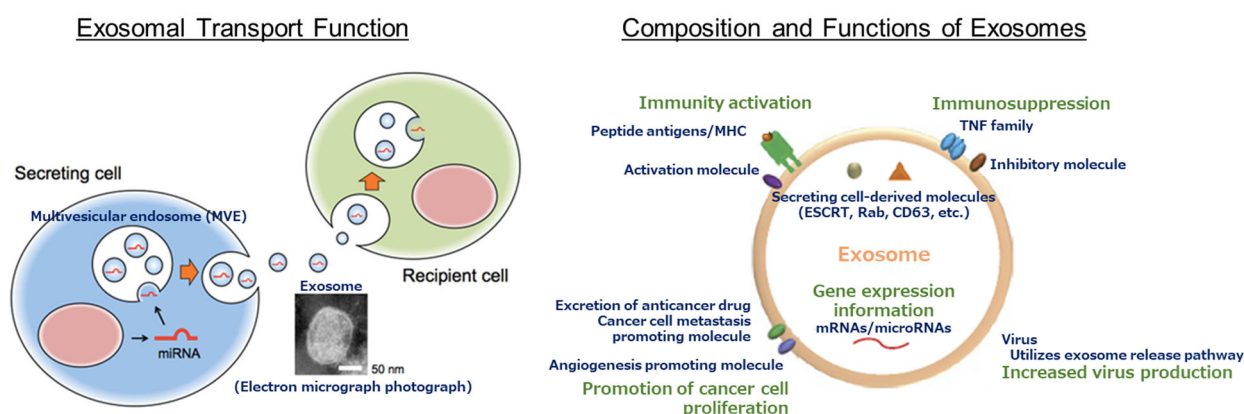 Exosomal Transport Function
Secreting cell
Multivesicular endosome (MVE)
miRNA
Exosome
50 nm
(Electron micrograph photograph)
Recipient cell
Composition and Functions of Exosomes
Immunity activation
Peptide antigens/MHC
Activation molecule
Immunosuppression
TNF family
Inhibitory molecule
Secreting cell-derived molecules
(ESCRT, Rab, CD63, etc.)
Exosome
Gene expression
information
mRNAs/microRNAs
Excretion of anticancer drug
Cancer cell metastasis
promoting molecule
Angiogenesis promoting molecule
Promotion of cancer cell
proliferation
Virus
Utilizes exosome release pathway
Increased virus production